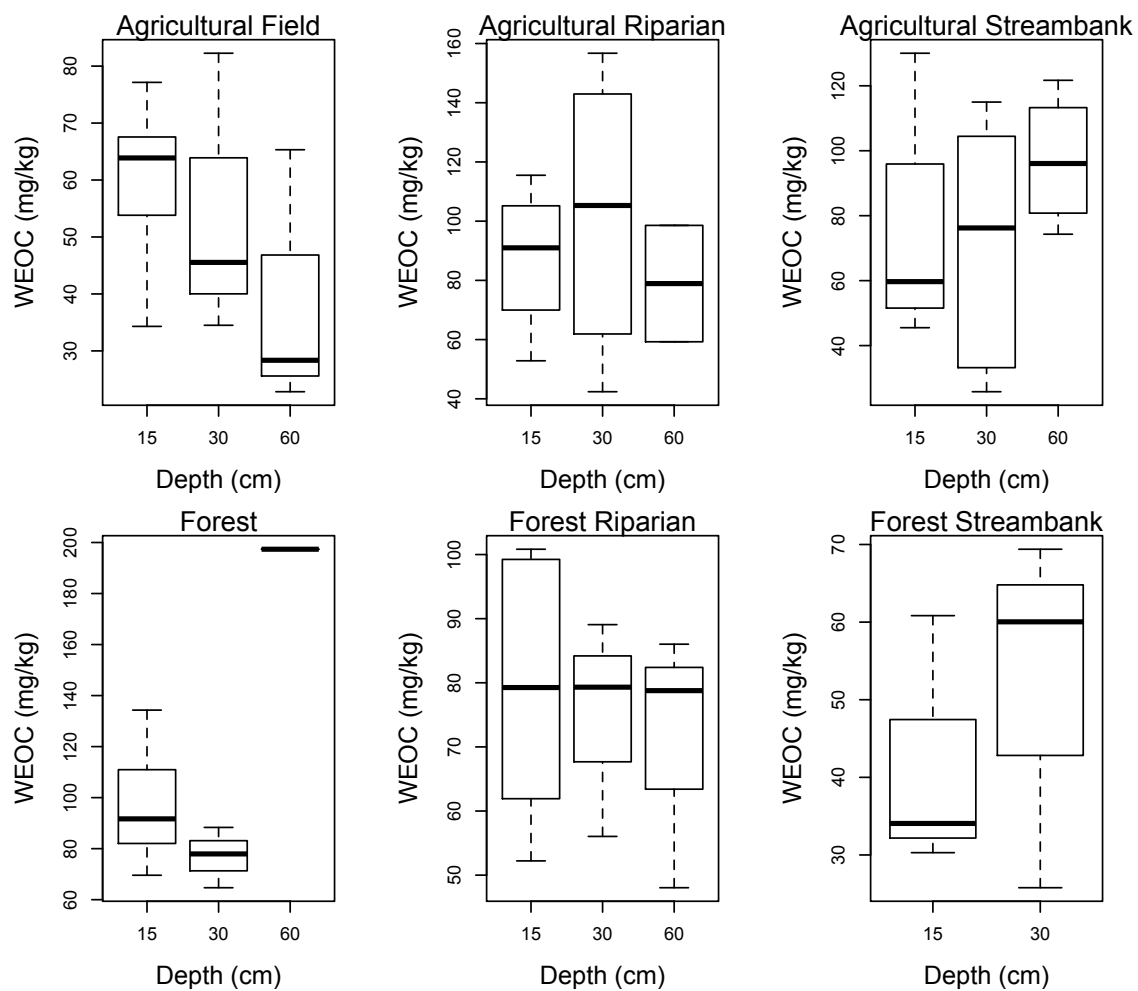 Agricultural Field
WEOC (mg/kg)
80
70
60
50
40
30
15 30 60
Depth (cm)
Agricultural Riparian
WEOC (mg/kg)
160
140
120
100
80
60
40
15 30 60
Depth (cm)
Agricultural Streambank
WEOC (mg/kg)
120
100
80
60
40
15 30 60
Depth (cm)
Forest
WEOC (mg/kg)
200
180
160
140
120
100
80
60
15 30 60
Depth (cm)
Forest Riparian
WEOC (mg/kg)
100
90
80
70
60
50
15 30 60
Depth (cm)
Forest Streambank
WEOC (mg/kg)
70
60
50
40
30
15 30
Depth (cm)